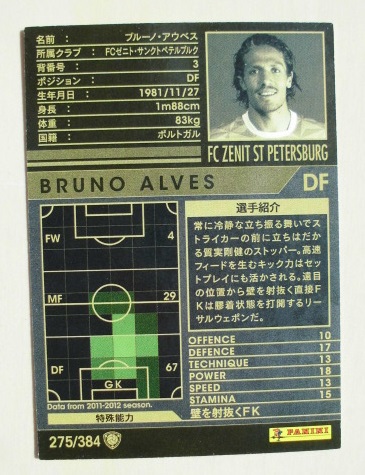 名前 ： ブルーノ・アウベス
所属クラブ ： FCゼニト・サンクトペテルブルク
背番号 ： 3
ポジション ： DF
生年月日 ： 1981/11/27
身長 ： 1m88cm
体重 ： 83kg
国籍 ： ポルトガル
FC ZENIT ST PETERSBURG
BRUNO ALVES DF
FW 4
MF 29
DF 67
GK
Data from 2011-2012 season.
選手紹介
常に冷静な立ち振る舞いでス
トライカーの前に立ちはだか
る質実剛健のストッパー。高速
フィードを生むキック力はセッ
トプレイにも活かされる。遠目
の位置から壁を射抜く直接F
Kは膠着状態を打開するリー
サルウェポンだ。
OFFENCE 10
DEFENCE 17
TECHNIQUE 13
POWER 18
SPEED 13
STAMINA 15
特殊能力 壁を射抜くFK
275/384 PANINI